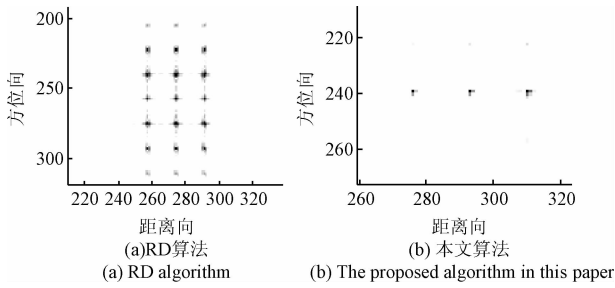 200
250
300
方位向
220 240 260 280 300 320
距离向
(a)RD算法
(a) RD algorithm
220
240
260
方位向
260 280 300 320
距离向
(b) 本文算法
(b) The proposed algorithm in this paper